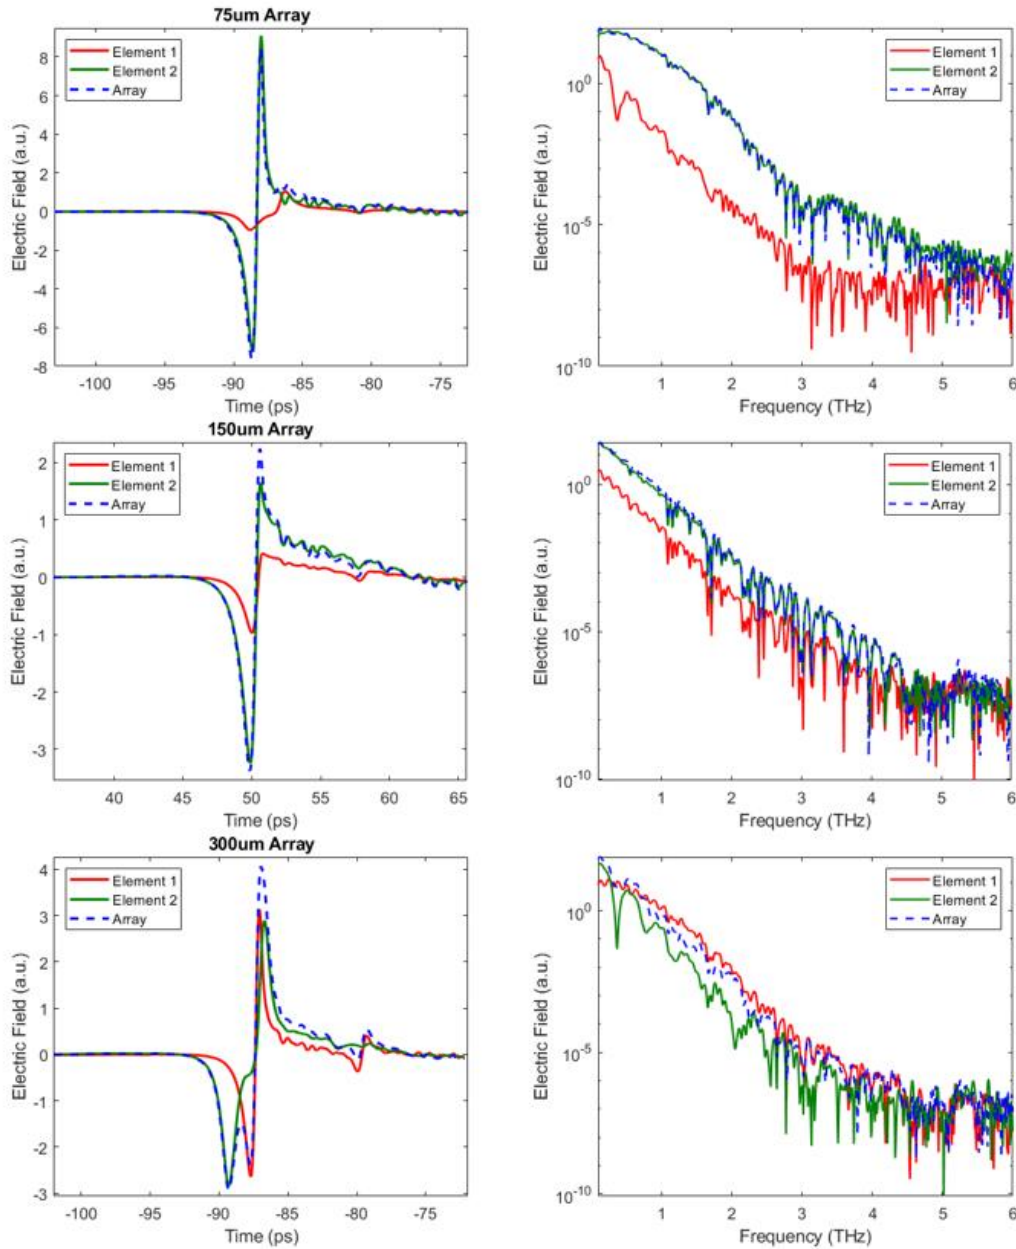 75um Array
Element 1
Element 2
Array
Electric Field (a.u.)
8
6
4
2
0
-2
-4
-6
-8
-100
-95
-90
-85
-80
-75
Time (ps)
Element 1
Element 2
Array
Electric Field (a.u.)
10^0
10^-5
10^-10
1
2
3
4
5
6
Frequency (THz)
150um Array
Element 1
Element 2
Array
Electric Field (a.u.)
2
1
0
-1
-2
-3
40
45
50
55
60
65
Time (ps)
Element 1
Element 2
Array
Electric Field (a.u.)
10^0
10^-5
10^-10
1
2
3
4
5
6
Frequency (THz)
300um Array
Element 1
Element 2
Array
Electric Field (a.u.)
4
3
2
1
0
-1
-2
-3
-100
-95
-90
-85
-80
-75
Time (ps)
Element 1
Element 2
Array
Electric Field (a.u.)
10^0
10^-5
10^-10
1
2
3
4
5
6
Frequency (THz)